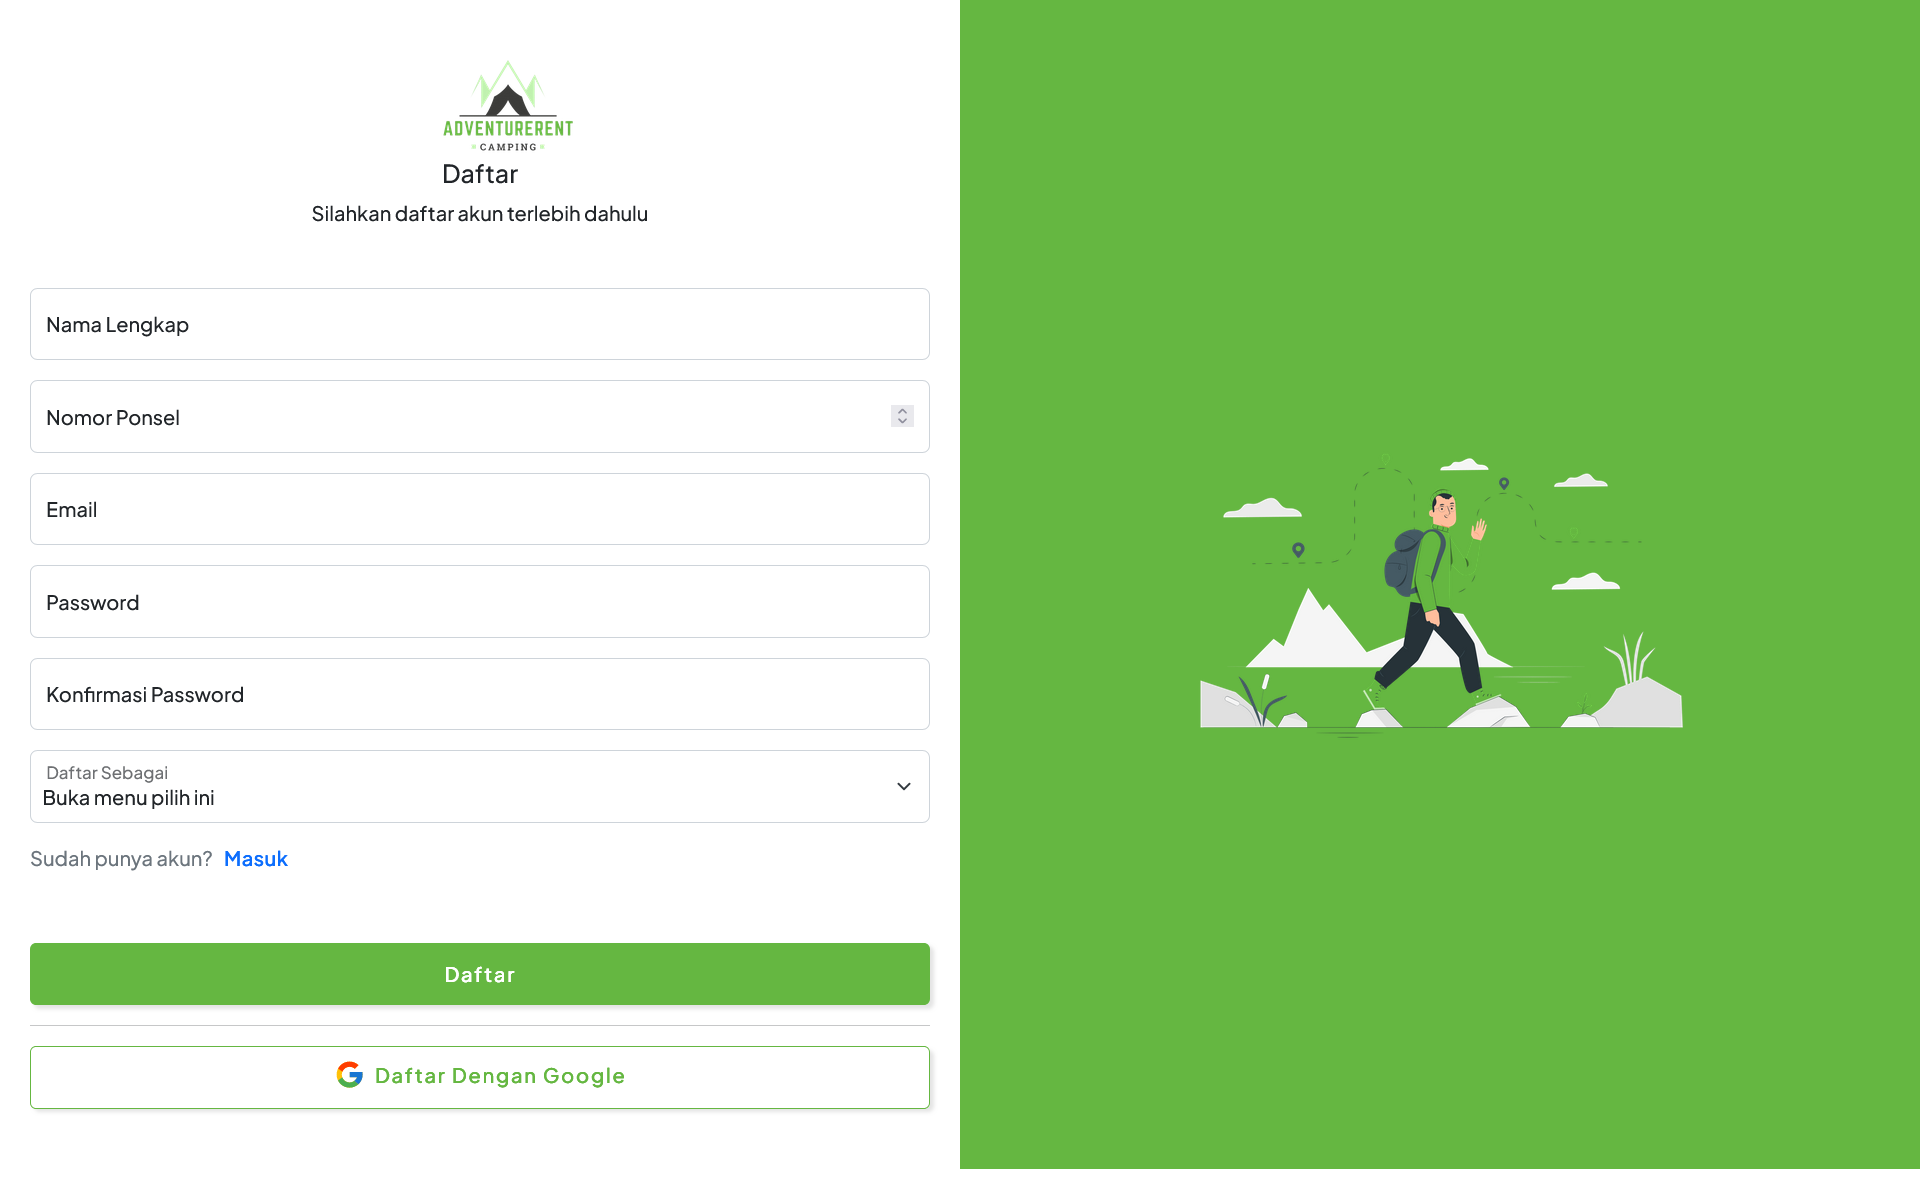 ADVENTURERENT
CAMPING
Daftar
Silahkan daftar akun terlebih dahulu
Nama Lengkap
Nomor Ponsel
Email
Password
Konfirmasi Password
Daftar Sebagai
Buka menu pilih ini
Sudah punya akun? Masuk
Daftar
Daftar Dengan Google